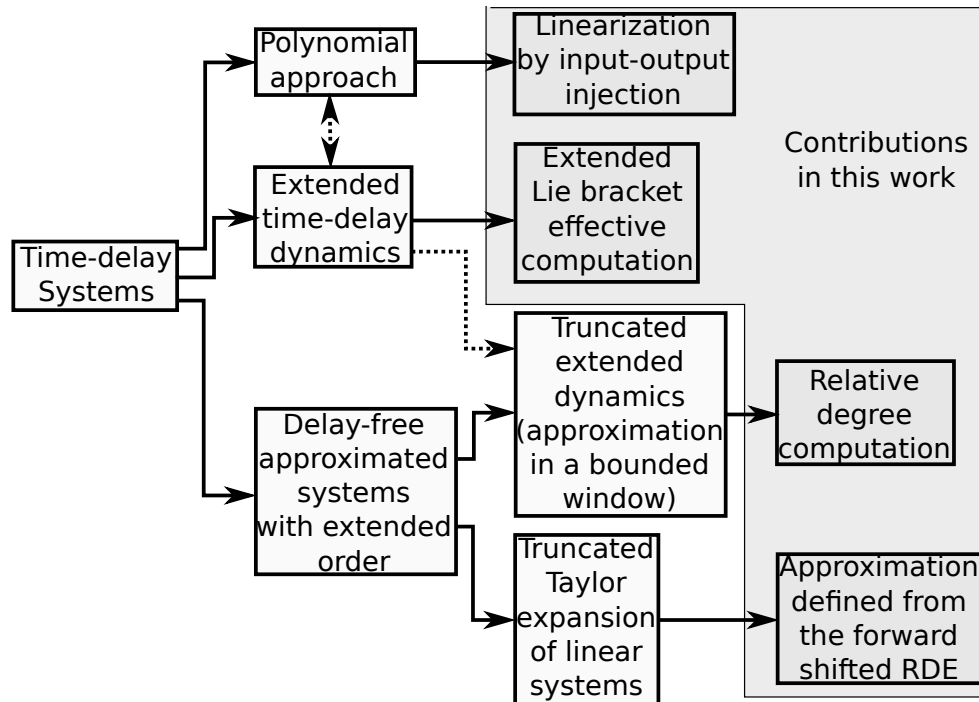 Time-delay
Systems
Polynomial
approach
Extended
time-delay
dynamics
Delay-free
approximated
systems
with extended
order
Linearization
by input-output
injection
Extended
Lie bracket
effective
computation
Truncated
extended
dynamics
(approximation
in a bounded
window)
Truncated
Taylor
expansion
of linear
systems
Contributions
in this work
Relative
degree
computation
Approximation
defined from
the forward
shifted RDE